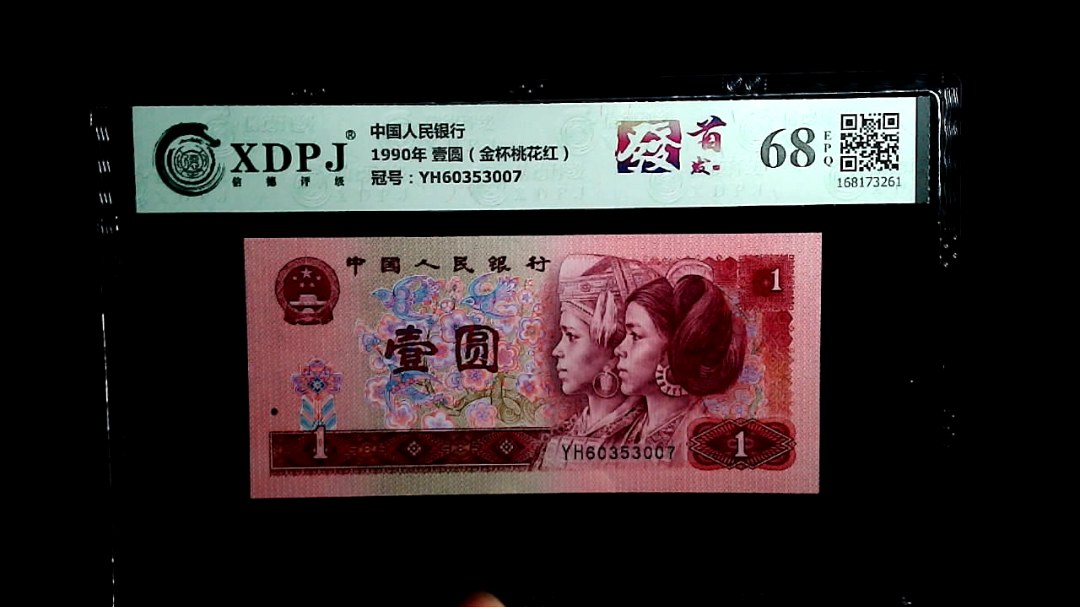 XDPJ®
信德评级
中国人民银行
1990年 壹圆（金杯桃花红）
冠号：YH60353007
發
首发
68
EPQ
168173261
中国人民银行
1
壹圆
1
YH60353007
1